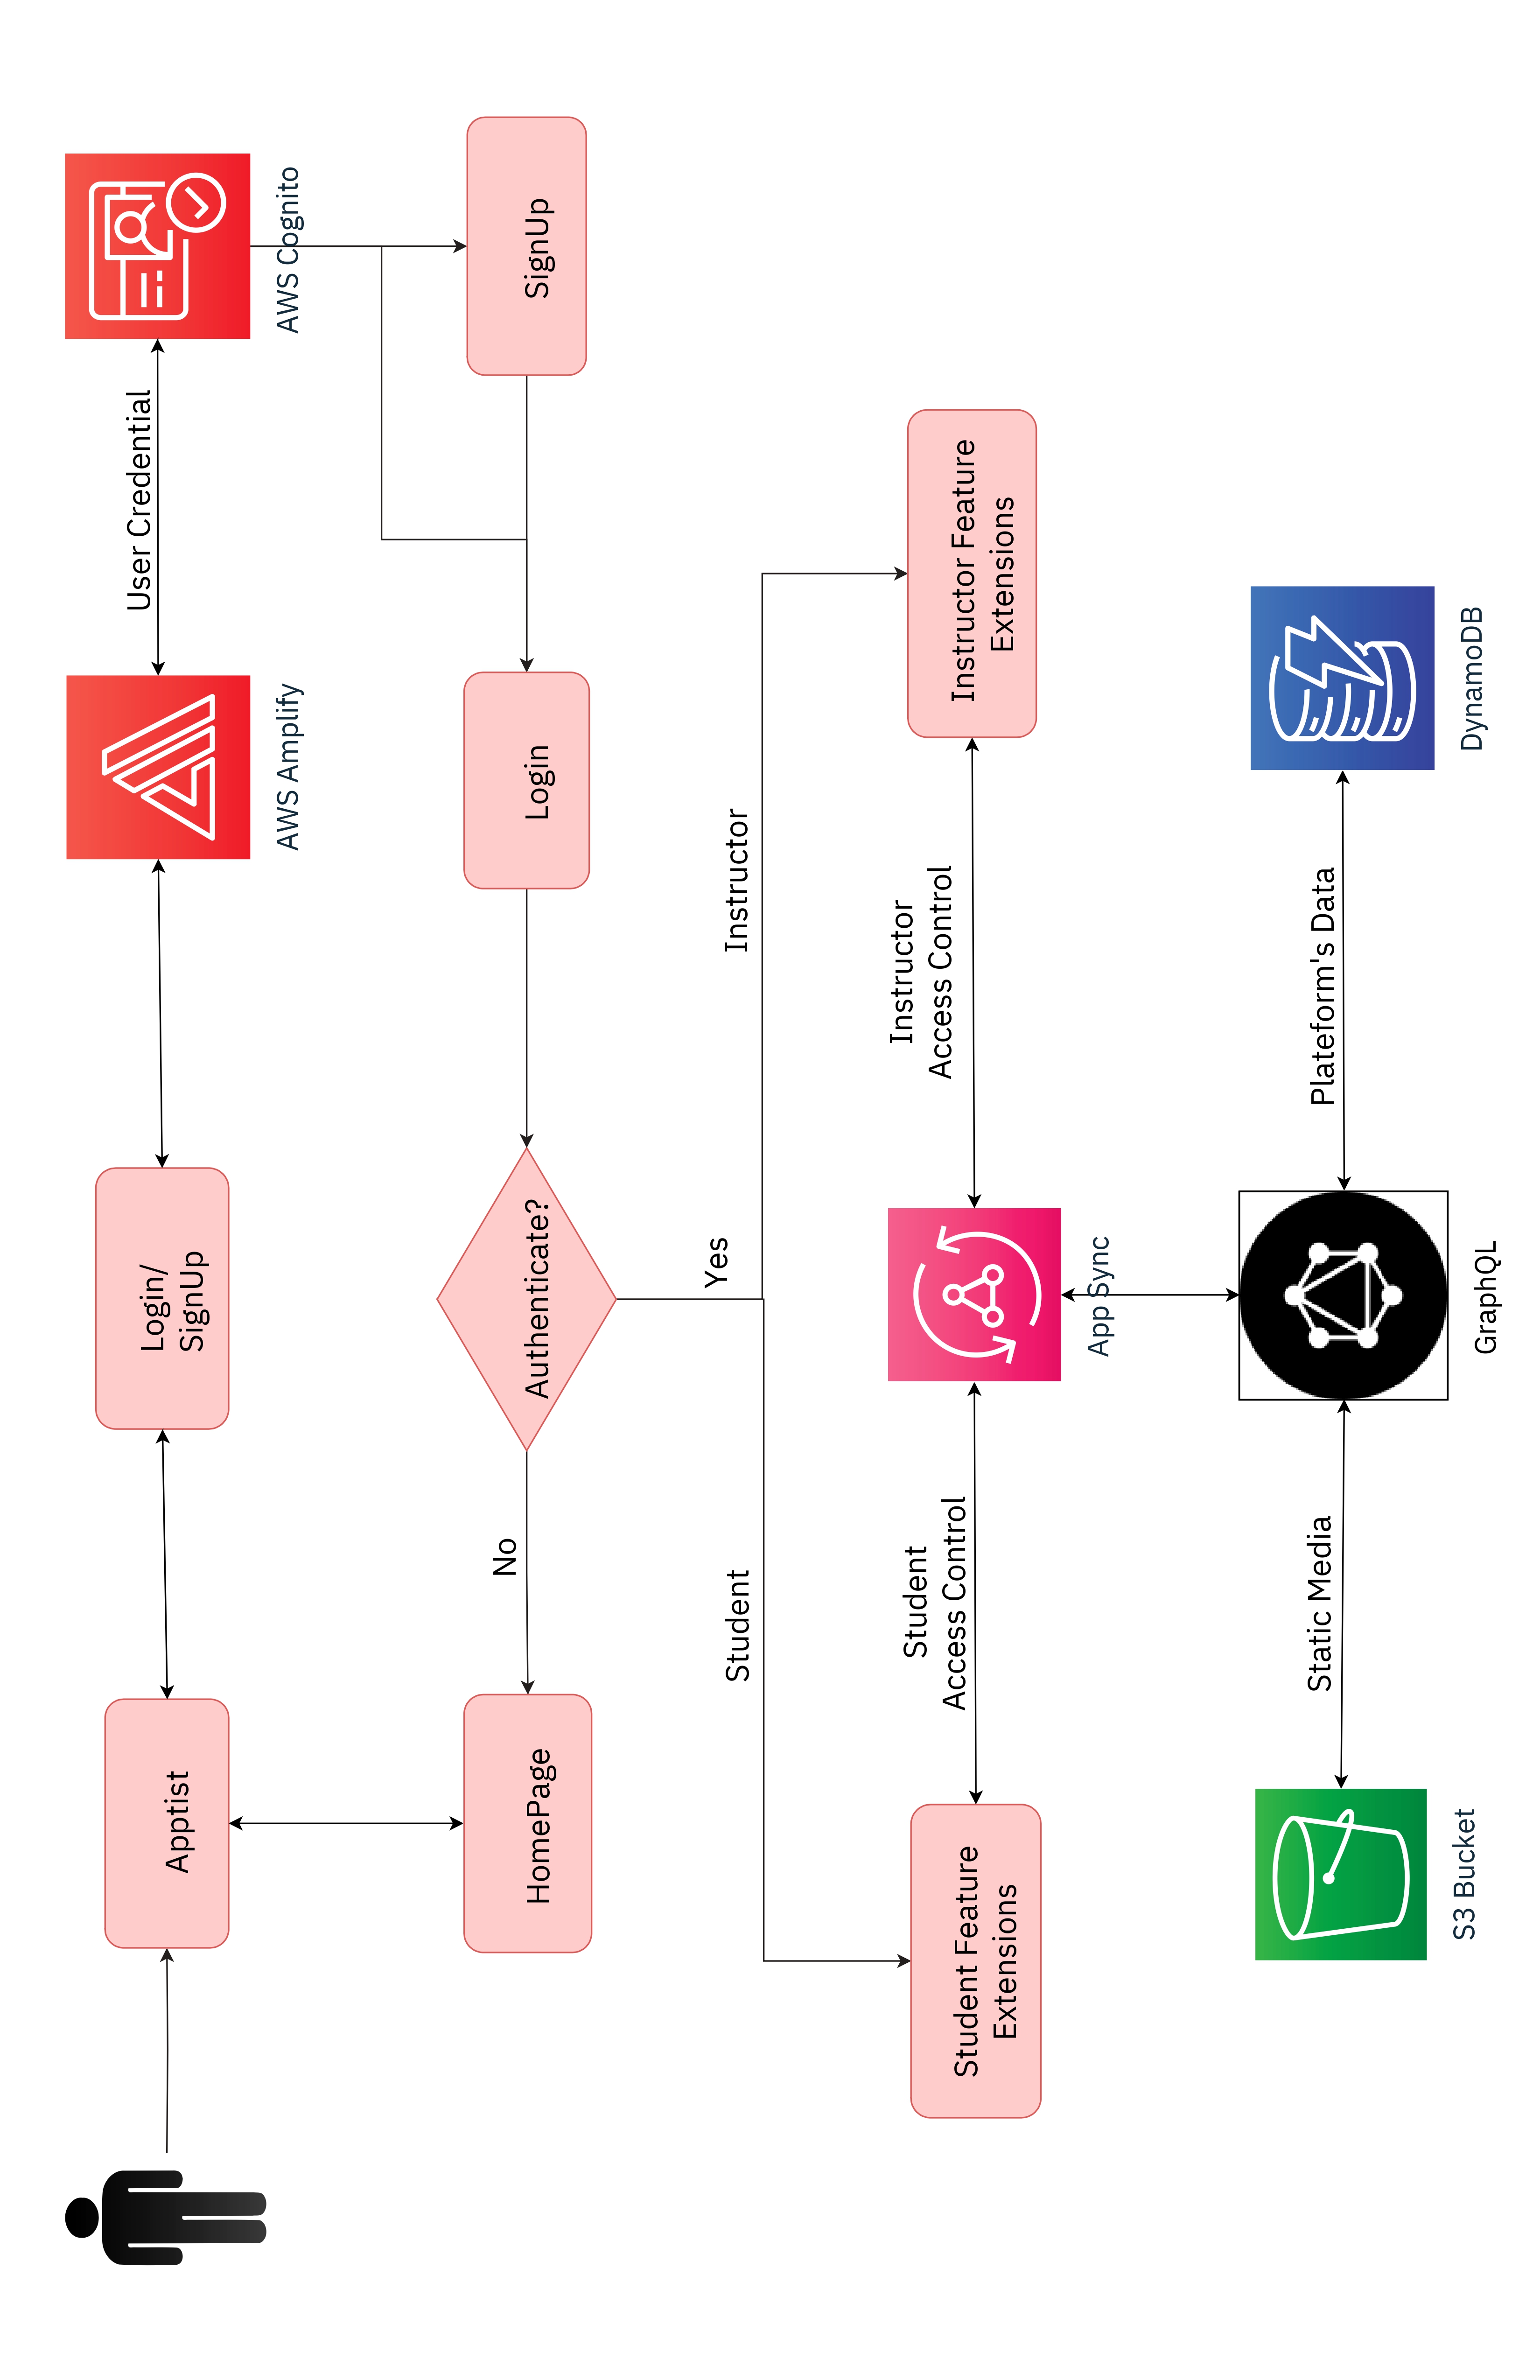 Apptist
Login/
SignUp
User Credential
AWS Amplify
AWS Cognito
HomePage
No
Authenticate?
Login
SignUp
Yes
Student
Instructor
Student Feature
Extensions
Student
Access Control
App Sync
Instructor
Access Control
Instructor Feature
Extensions
S3 Bucket
Static Media
GraphQL
Plateform's Data
DynamoDB